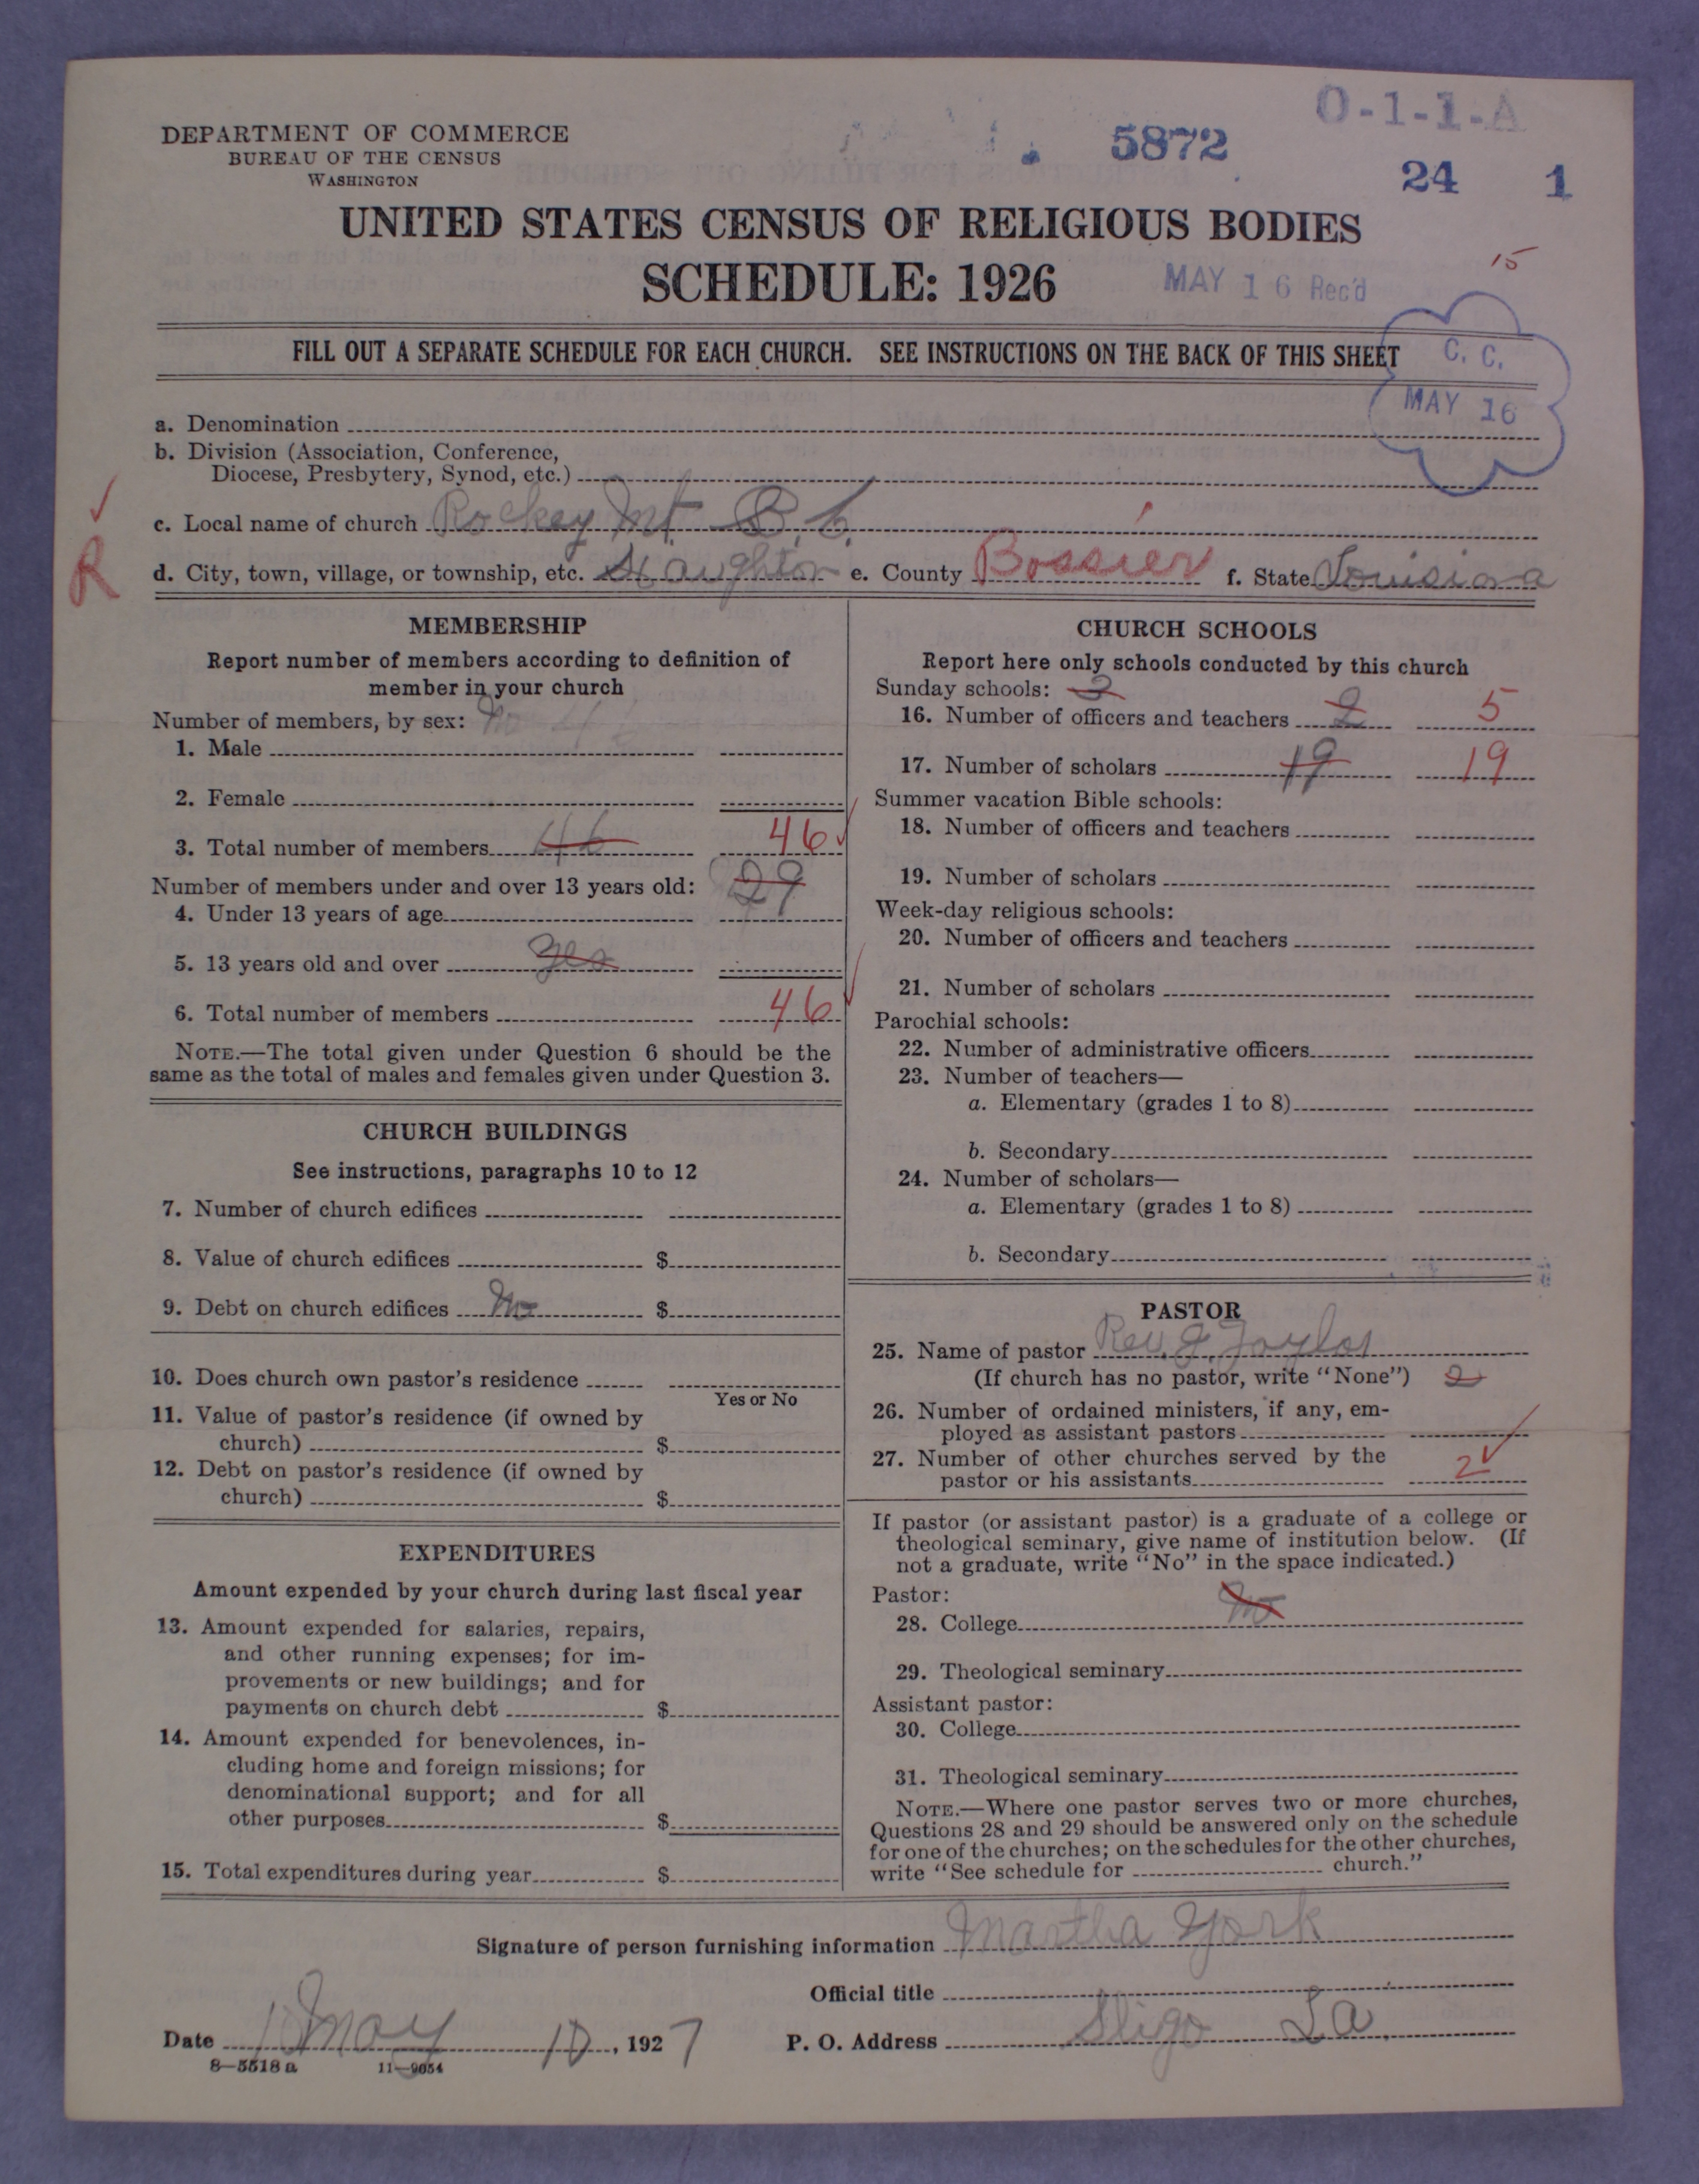 O-1-1-A
DEPARTMENT OF COMMERCE
BUREAU OF THE CENSUS
WASHINGTON
5872
24 1
UNITED STATES CENSUS OF RELIGIOUS BODIES
SCHEDULE: 1926
MAY 16 Rec'd
15
FILL OUT A SEPARATE SCHEDULE FOR EACH CHURCH. SEE INSTRUCTIONS ON THE BACK OF THIS SHEET
C. C.
MAY 16
a. Denomination
b. Division (Association, Conference,
Diocese, Presbytery, Synod, etc.)
c. Local name of church Rockey Mt. B. C.
R
d. City, town, village, or township, etc. Haughton e. County Bossier f. State Louisiana
MEMBERSHIP
Report number of members according to definition of
member in your church
Number of members, by sex: no
1. Male
2. Female
3. Total number of members 46 46
Number of members under and over 13 years old: 29
4. Under 13 years of age
5. 13 years old and over yes
6. Total number of members 46
NOTE.—The total given under Question 6 should be the
same as the total of males and females given under Question 3.
CHURCH BUILDINGS
See instructions, paragraphs 10 to 12
7. Number of church edifices
8. Value of church edifices $
9. Debt on church edifices no $
10. Does church own pastor's residence
Yes or No
11. Value of pastor's residence (if owned by
church) $
12. Debt on pastor's residence (if owned by
church) $
EXPENDITURES
Amount expended by your church during last fiscal year
13. Amount expended for salaries, repairs,
and other running expenses; for im-
provements or new buildings; and for
payments on church debt $
14. Amount expended for benevolences, in-
cluding home and foreign missions; for
denominational support; and for all
other purposes $
15. Total expenditures during year $
CHURCH SCHOOLS
Report here only schools conducted by this church
Sunday schools: 2
16. Number of officers and teachers 2 5
17. Number of scholars 19 19
Summer vacation Bible schools:
18. Number of officers and teachers
19. Number of scholars
Week-day religious schools:
20. Number of officers and teachers
21. Number of scholars
Parochial schools:
22. Number of administrative officers
23. Number of teachers—
a. Elementary (grades 1 to 8)
b. Secondary
24. Number of scholars—
a. Elementary (grades 1 to 8)
b. Secondary
PASTOR
25. Name of pastor Rev. J. Taylor
(If church has no pastor, write "None") 2
26. Number of ordained ministers, if any, em-
ployed as assistant pastors
27. Number of other churches served by the
pastor or his assistants 2
If pastor (or assistant pastor) is a graduate of a college or
theological seminary, give name of institution below. (If
not a graduate, write "No" in the space indicated.)
Pastor:
28. College no
29. Theological seminary
Assistant pastor:
30. College
31. Theological seminary
NOTE.—Where one pastor serves two or more churches,
Questions 28 and 29 should be answered only on the schedule
for one of the churches; on the schedules for the other churches,
write "See schedule for church."
Signature of person furnishing information Martha York
Official title
Date May 10, 1927 P. O. Address Sligo La.
8—5518 a 11—9054